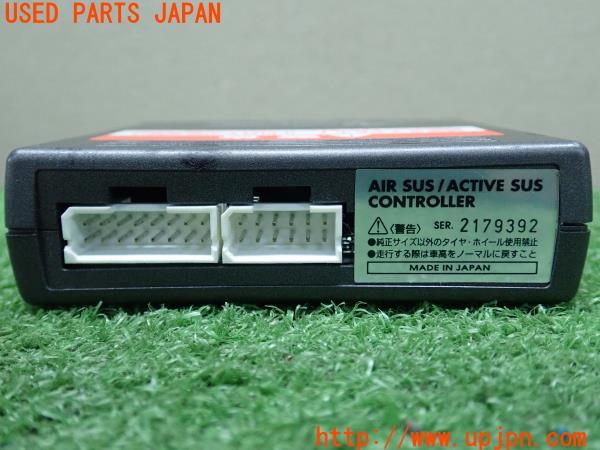 USED PARTS JAPAN
AIR SUS/ACTIVE SUS
CONTROLLER
〈警告〉 SER. 2179392
●純正サイズ以外のタイヤ・ホイール使用禁止
●走行する際は車高をノーマルに戻すこと
MADE IN JAPAN
http://www.upjpn.com/